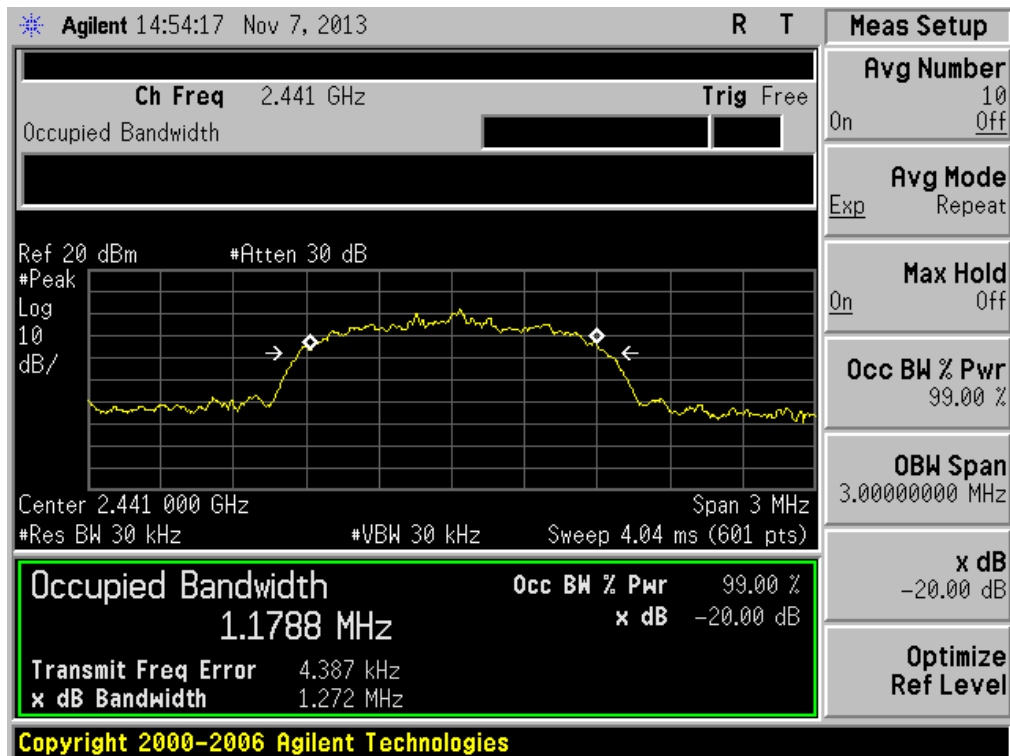 Agilent 14:54:17 Nov 7, 2013 R T
Ch Freq 2.441 GHz Trig Free
Occupied Bandwidth
Ref 20 dBm #Atten 30 dB
#Peak
Log
10
dB/
Center 2.441 000 GHz Span 3 MHz
#Res BW 30 kHz #VBW 30 kHz Sweep 4.04 ms (601 pts)
Occupied Bandwidth Occ BW % Pwr 99.00 %
1.1788 MHz x dB -20.00 dB
Transmit Freq Error 4.387 kHz
x dB Bandwidth 1.272 MHz
Copyright 2000-2006 Agilent Technologies
Meas Setup
Avg Number
10
On Off
Avg Mode
Exp Repeat
Max Hold
On Off
Occ BW % Pwr
99.00 %
OBW Span
3.00000000 MHz
x dB
-20.00 dB
Optimize
Ref Level